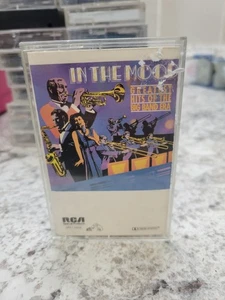 IN THE MOOD
GREATEST
HITS OF THE
BIG BAND ERA
RCA